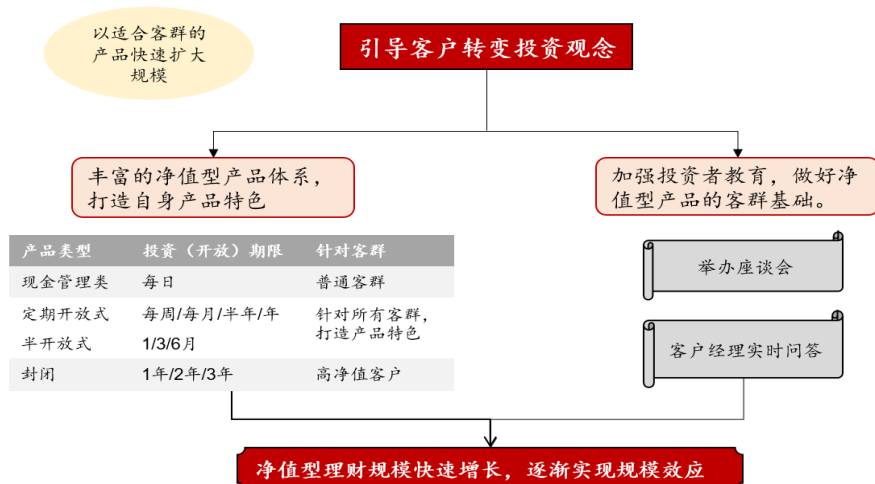 以适合客群的
产品快速扩大
规模
引导客户转变投资观念
丰富的净值型产品体系，
打造自身产品特色
加强投资者教育，做好净
值型产品的客群基础。
产品类型 投资（开放）期限 针对客群
现金管理类 每日 普通客群
定期开放式 每周/每月/半年/年 针对所有客群，
打造产品特色
半开放式 1/3/6月
封闭 1年/2年/3年 高净值客户
举办座谈会
客户经理实时问答
净值型理财规模快速增长，逐渐实现规模效应